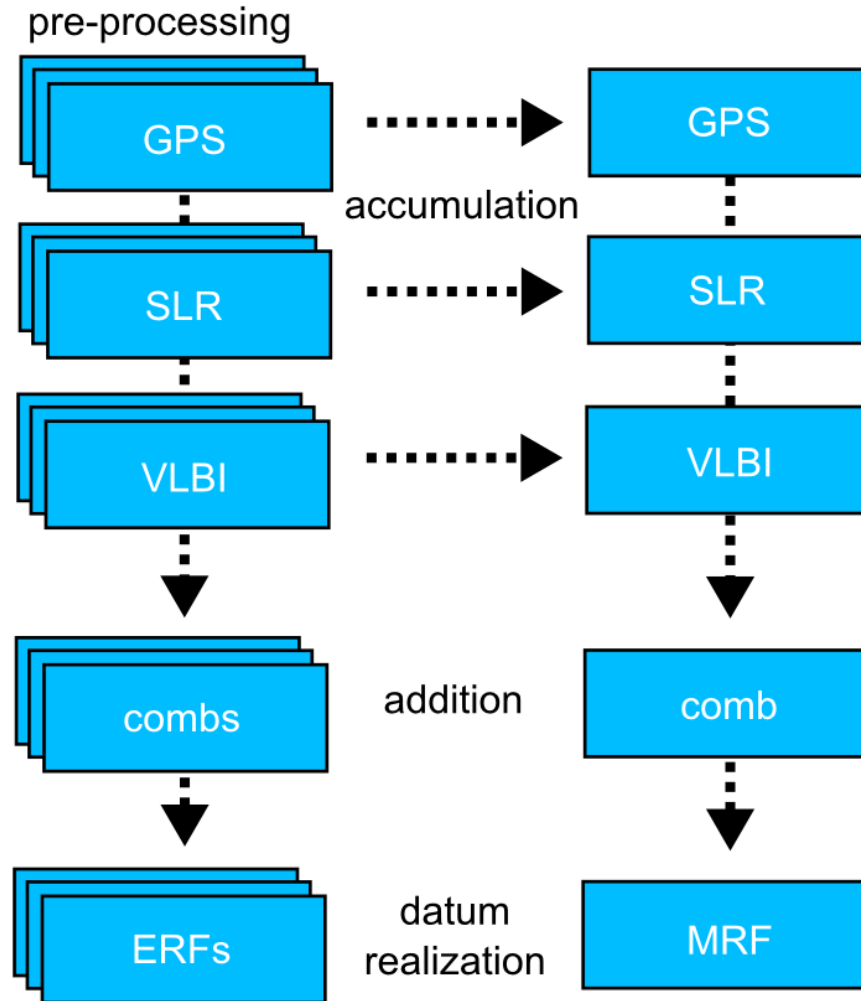 pre-processing
GPS
GPS
accumulation
SLR
SLR
VLBI
VLBI
combs
addition
comb
ERFs
datum
realization
MRF